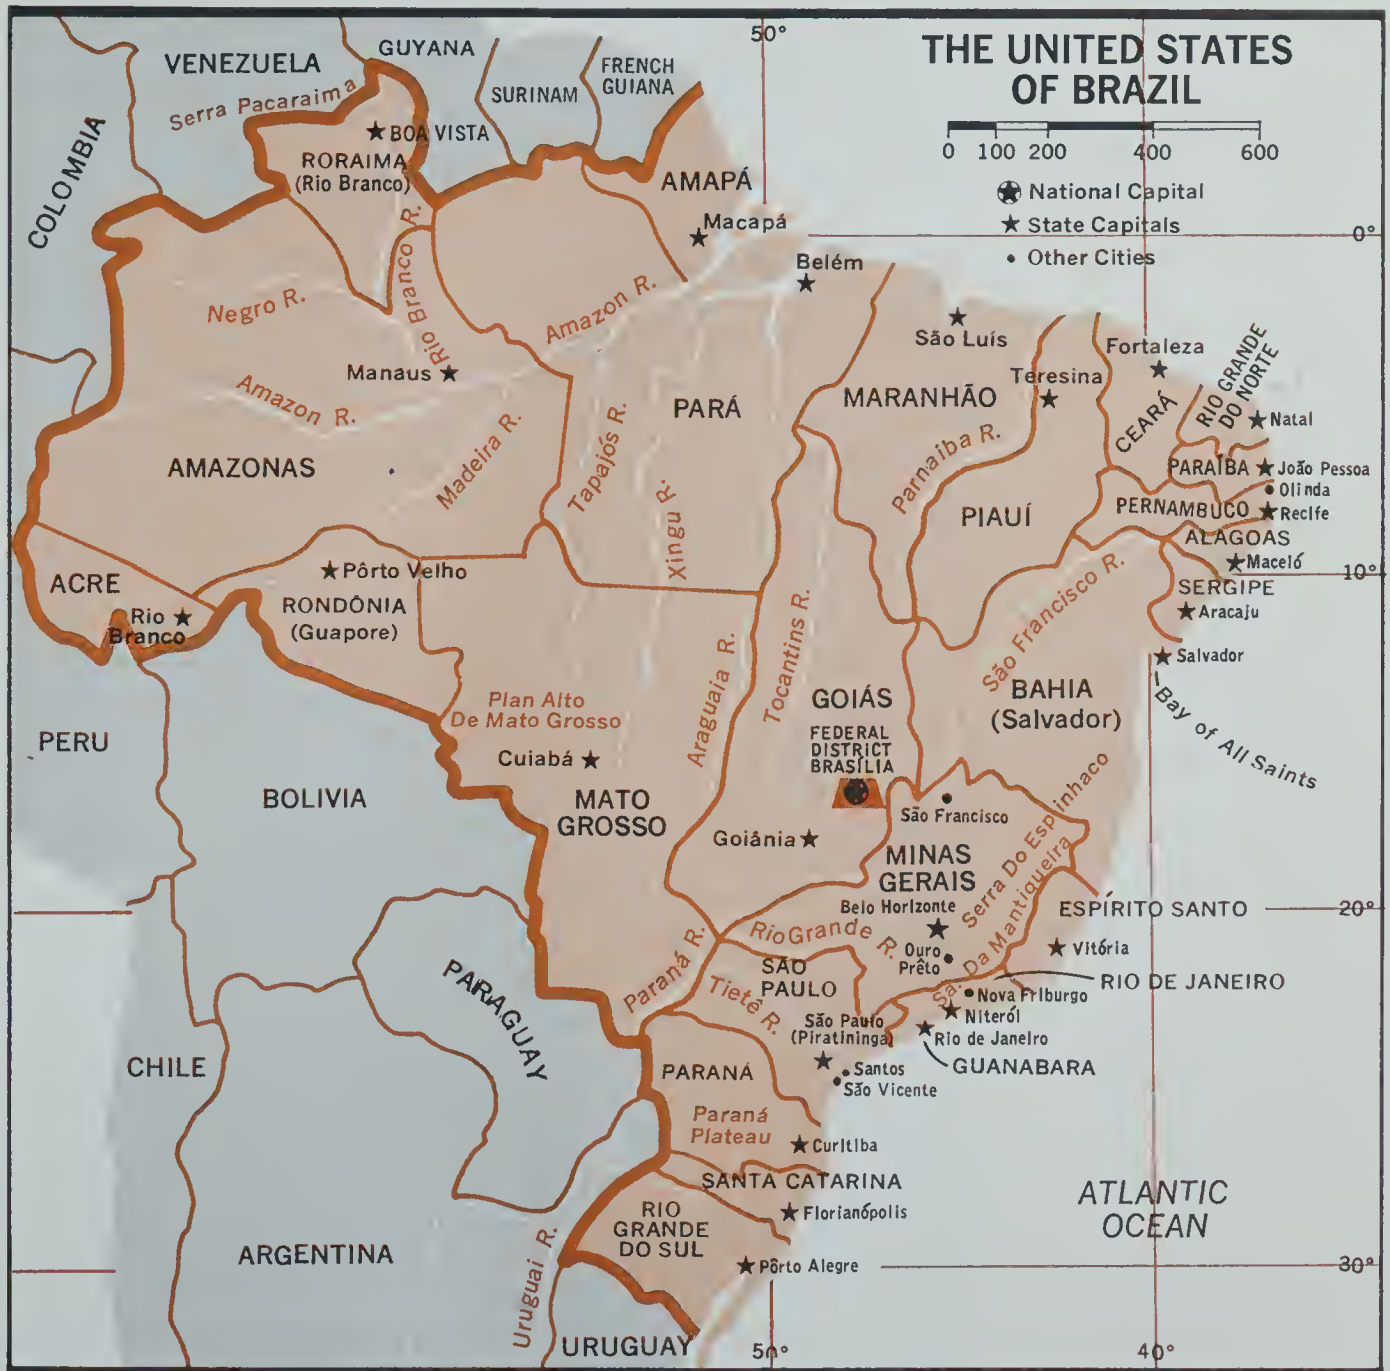 THE UNITED STATES
OF BRAZIL
0 100 200 400 600
National Capital
State Capitals
Other Cities
50°
0°
10°
20°
30°
50°
40°
VENEZUELA
GUYANA
SURINAM
FRENCH
GUIANA
COLOMBIA
Serra Pacaraima
BOA VISTA
RORAIMA
(Rio Branco)
AMAPÁ
Macapá
Belém
Negro R.
Rio Branco R.
Amazon R.
São Luís
Fortaleza
RIO GRANDE
DO NORTE
Manaus
Amazon R.
PARÁ
MARANHÃO
Teresina
CEARÁ
Natal
AMAZONAS
Madeira R.
Tapajós R.
Xingu R.
Parnaiba R.
PIAUÍ
PARAÍBA
João Pessoa
Olinda
PERNAMBUCO
Recife
ALAGOAS
Maceló
SERGIPE
Aracaju
ACRE
Rio
Branco
Pôrto Velho
RONDÔNIA
(Guapore)
São Francisco R.
Salvador
Bay of All Saints
BAHIA
(Salvador)
Araguaia R.
Tocantins R.
GOIÁS
FEDERAL
DISTRICT
BRASÍLIA
Plan Alto
De Mato Grosso
Cuiabá
MATO
GROSSO
PERU
BOLIVIA
Goiânia
São Francisco
MINAS
GERAIS
Serra Do Espinhaco
Sa. Da Mantiqueira
Belo Horizonte
Ouro
Prêto
ESPÍRITO SANTO
Vitória
RioGrande R.
Paraná R.
SÃO
PAULO
Tietê R.
RIO DE JANEIRO
Nova Friburgo
Niterói
Rio de Janeiro
GUANABARA
São Paulo
(Piratininga)
Santos
São Vicente
PARAGUAY
CHILE
PARANÁ
Paraná
Plateau
Curitiba
SANTA CATARINA
Florianópolis
RIO
GRANDE
DO SUL
Pôrto Alegre
ARGENTINA
Uruguai R.
URUGUAY
ATLANTIC
OCEAN